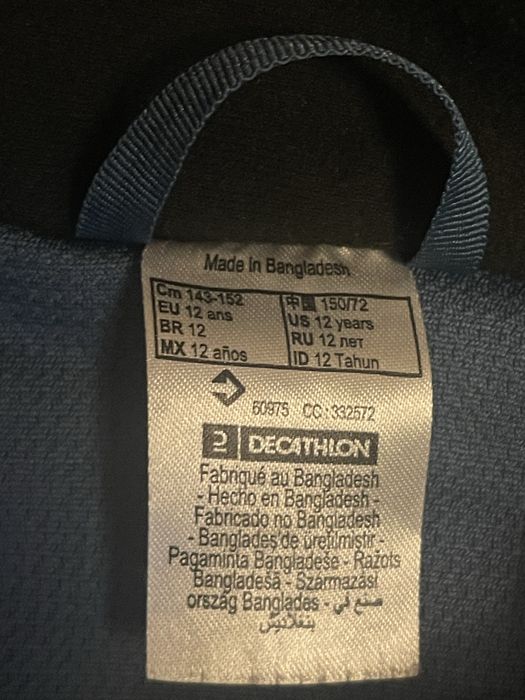 Made In Bangladesh
Cm 143-152
EU 12 ans
BR 12
MX 12 años
中国 150/72
US 12 years
RU 12 лет
ID 12 Tahun
60975 CC : 332572
DECATHLON
Fabriqué au Bangladesh
- Hecho en Bangladesh -
Fabricado no Bangladesh
- Banglades'de üretilmiştir -
Pagaminta Bangladeše - Ražots
Bangladešā - Származási
ország Banglades - صنع في
بنغلاديش